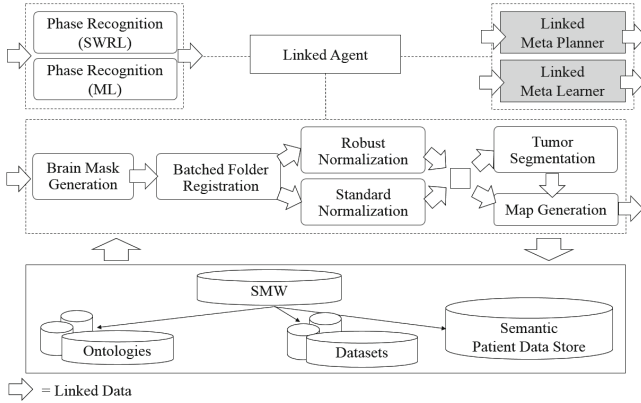 Phase Recognition
(SWRL)
Phase Recognition
(ML)
Linked Agent
Linked
Meta Planner
Linked
Meta Learner
Brain Mask
Generation
Batched Folder
Registration
Robust
Normalization
Standard
Normalization
Tumor
Segmentation
Map Generation
SMW
Ontologies
Datasets
Semantic
Patient Data Store
= Linked Data